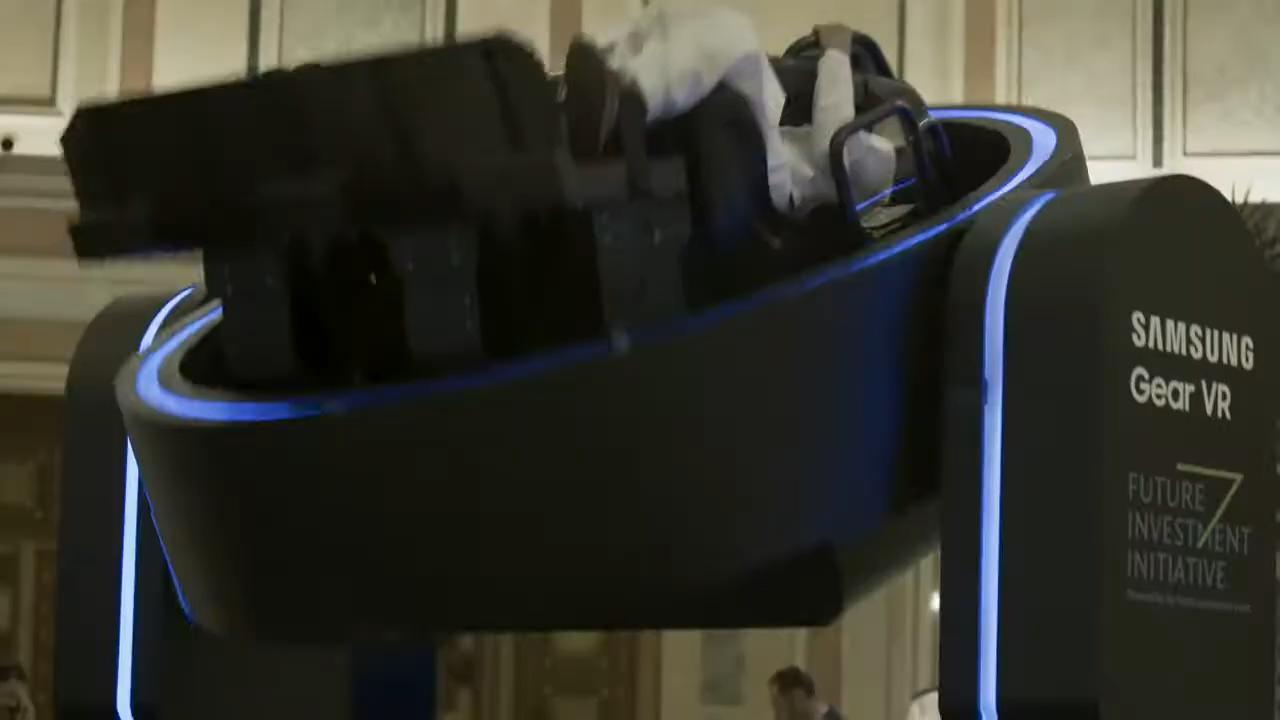 SAMSUNG
Gear VR
FUTURE
INVESTMENT
INITIATIVE